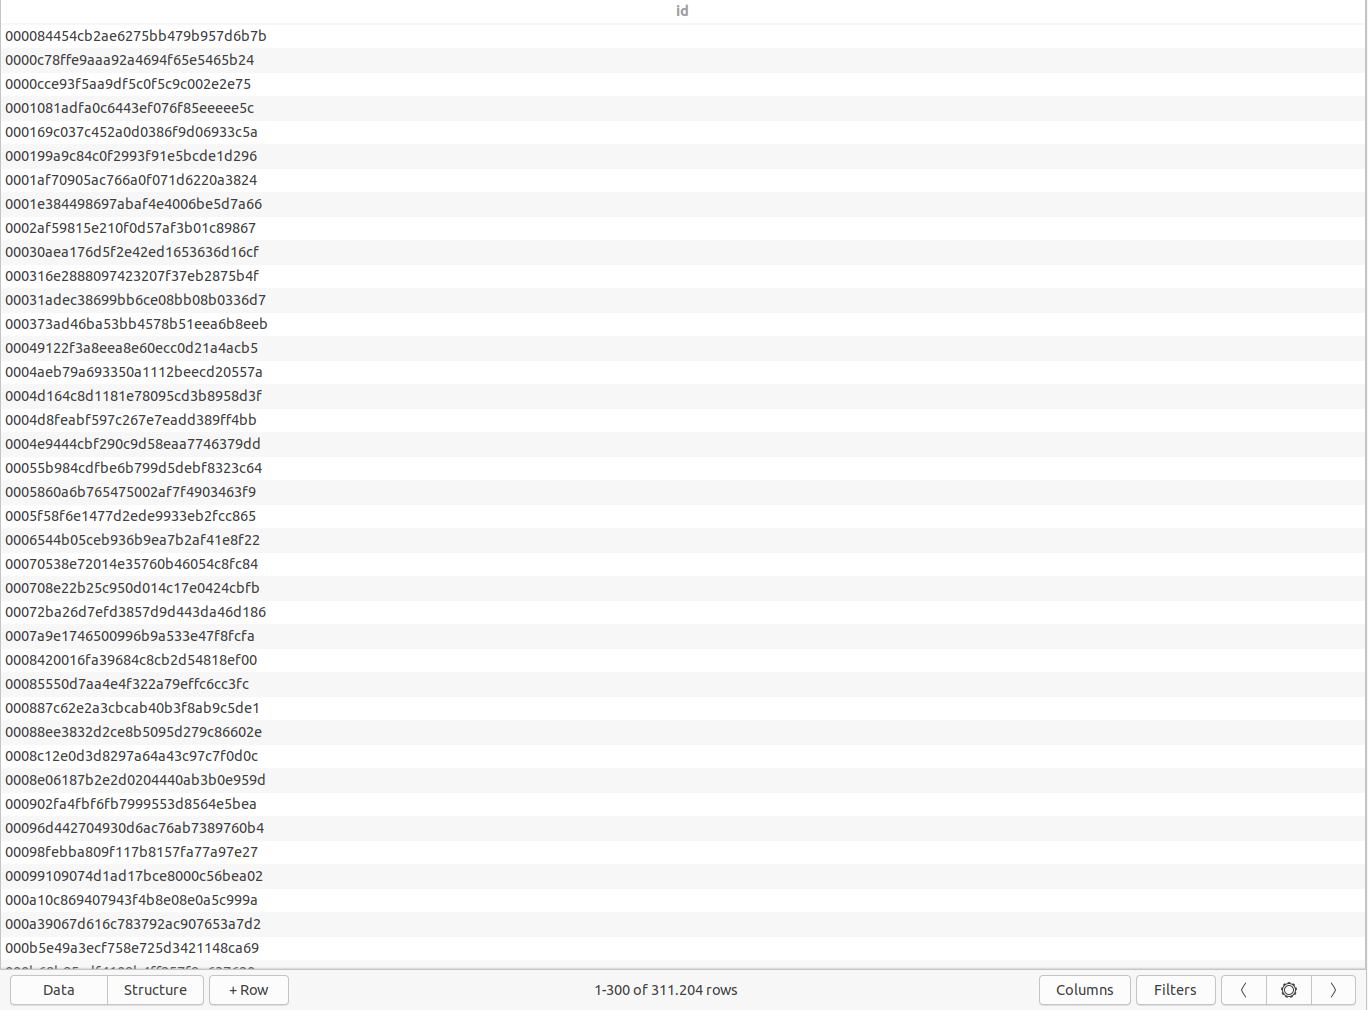 id
000084454cb2ae6275bb479b957d6b7b
0000c78ffe9aaa92a4694f65e5465b24
0000cce93f5aa9df5c0f5c9c002e2e75
0001081adfa0c6443ef076f85eeeee5c
000169c037c452a0d0386f9d06933c5a
000199a9c84c0f2993f91e5bcde1d296
0001af70905ac766a0f071d6220a3824
0001e384498697abaf4e4006be5d7a66
0002af59815e210f0d57af3b01c89867
00030aea176d5f2e42ed1653636d16cf
000316e2888097423207f37eb2875b4f
00031adec38699bb6ce08bb08b0336d7
000373ad46ba53bb4578b51eea6b8eeb
00049122f3a8eea8e60ecc0d21a4acb5
0004aeb79a693350a1112beecd20557a
0004d164c8d1181e78095cd3b8958d3f
0004d8feabf597c267e7eadd389ff4bb
0004e9444cbf290c9d58eaa7746379dd
00055b984cdfbe6b799d5debf8323c64
0005860a6b765475002af7f4903463f9
0005f58f6e1477d2ede9933eb2fcc865
0006544b05ceb936b9ea7b2af41e8f22
00070538e72014e35760b46054c8fc84
000708e22b25c950d014c17e0424cbfb
00072ba26d7efd3857d9d443da46d186
0007a9e1746500996b9a533e47f8fcfa
0008420016fa39684c8cb2d54818ef00
00085550d7aa4e4f322a79effc6cc3fc
000887c62e2a3cbcab40b3f8ab9c5de1
00088ee3832d2ce8b5095d279c86602e
0008c12e0d3d8297a64a43c97c7f0d0c
0008e06187b2e2d0204440ab3b0e959d
000902fa4fbf6fb7999553d8564e5bea
00096d442704930d6ac76ab7389760b4
00098febba809f117b8157fa77a97e27
00099109074d1ad17bce8000c56bea02
000a10c869407943f4b8e08e0a5c999a
000a39067d616c783792ac907653a7d2
000b5e49a3ecf758e725d3421148ca69
Data Structure + Row 1-300 of 311.204 rows Columns Filters